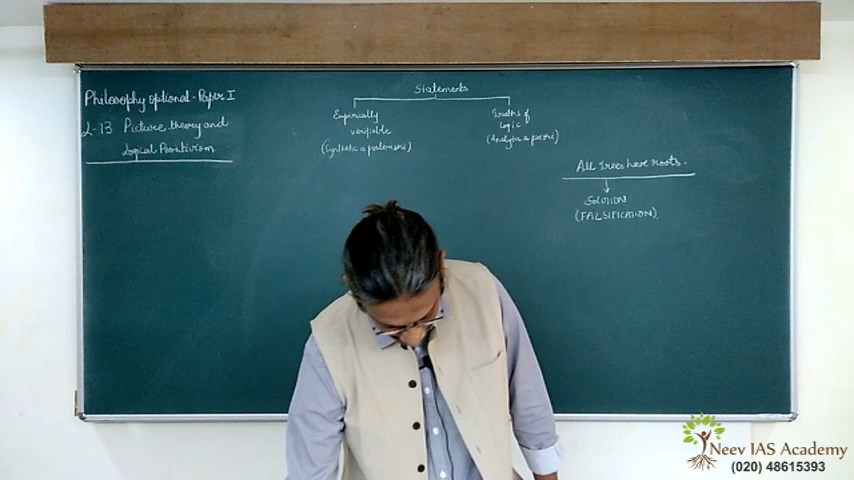 Philosophy optional - Paper I
L-13 Picture theory and
Logical Positivism
Statements
Empirically
verifiable
(Synthetic a posteriori)
Truths of
logic
(Analytic a priori)
All Trees have roots.
SOLUTION
(FALSIFICATION)
Neev IAS Academy
(020) 48615393